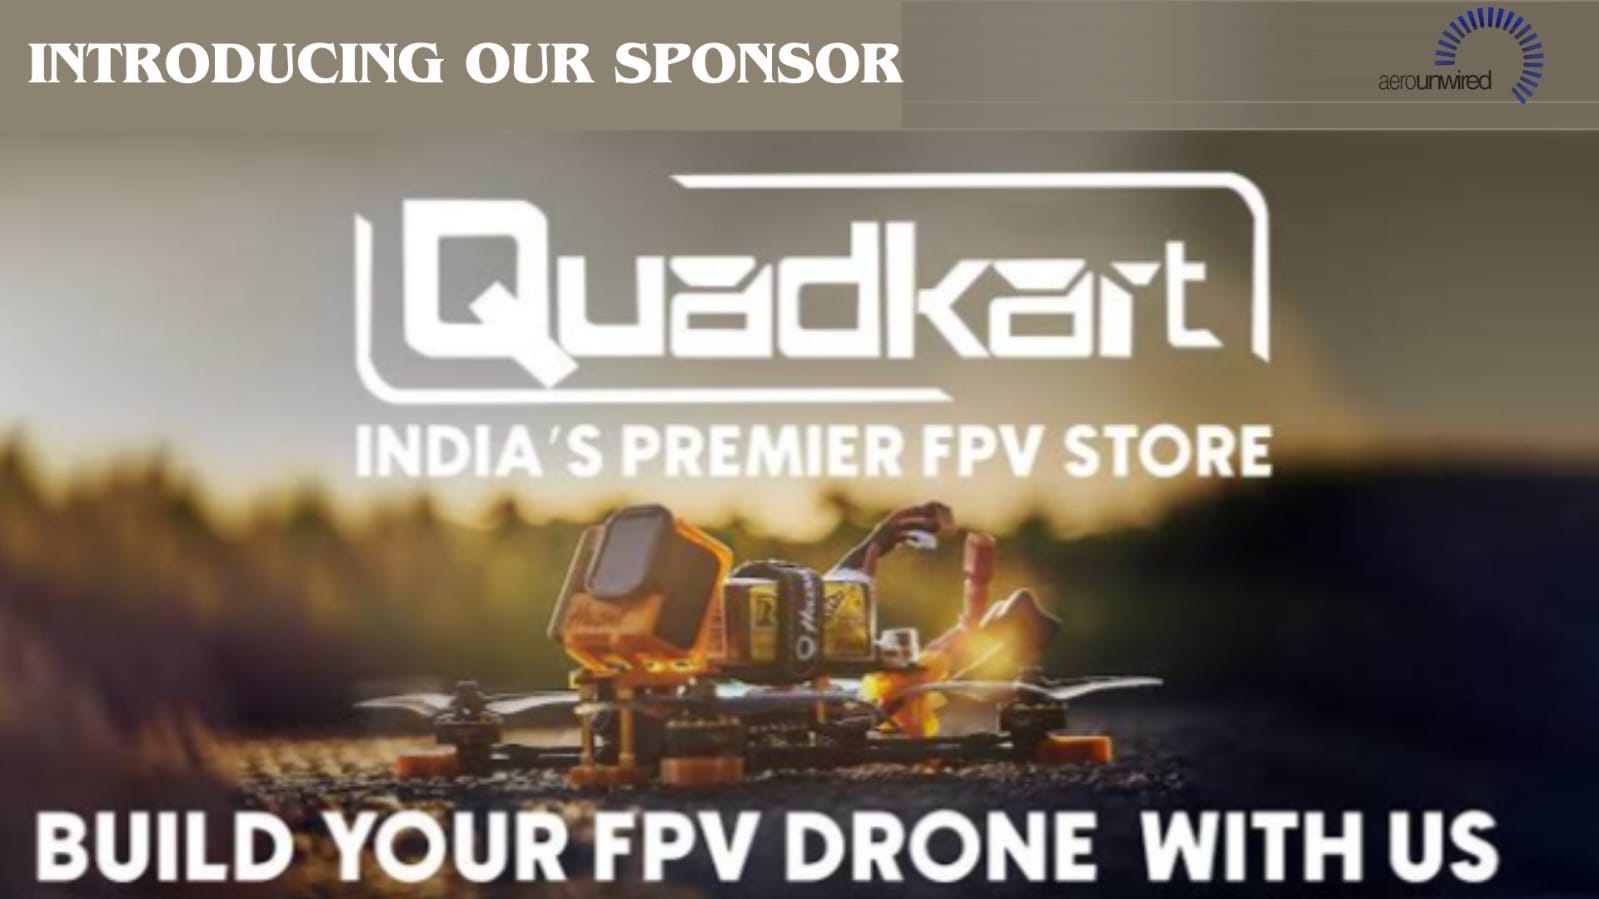 INTRODUCING OUR SPONSOR
aerounwired
Quadkart
INDIA'S PREMIER FPV STORE
BUILD YOUR FPV DRONE WITH US